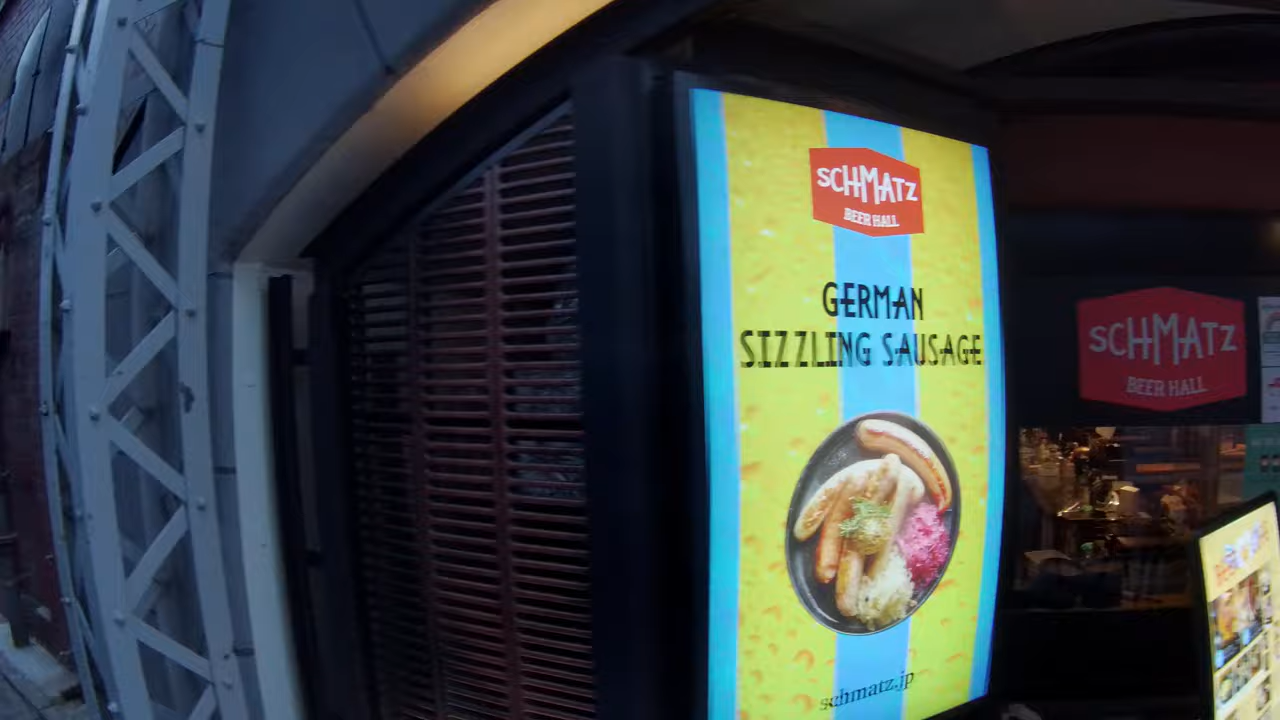 SCHMATZ
BEER HALL
GERMAN
SIZZLING SAUSAGE
schmatz.jp
SCHMATZ
BEER HALL